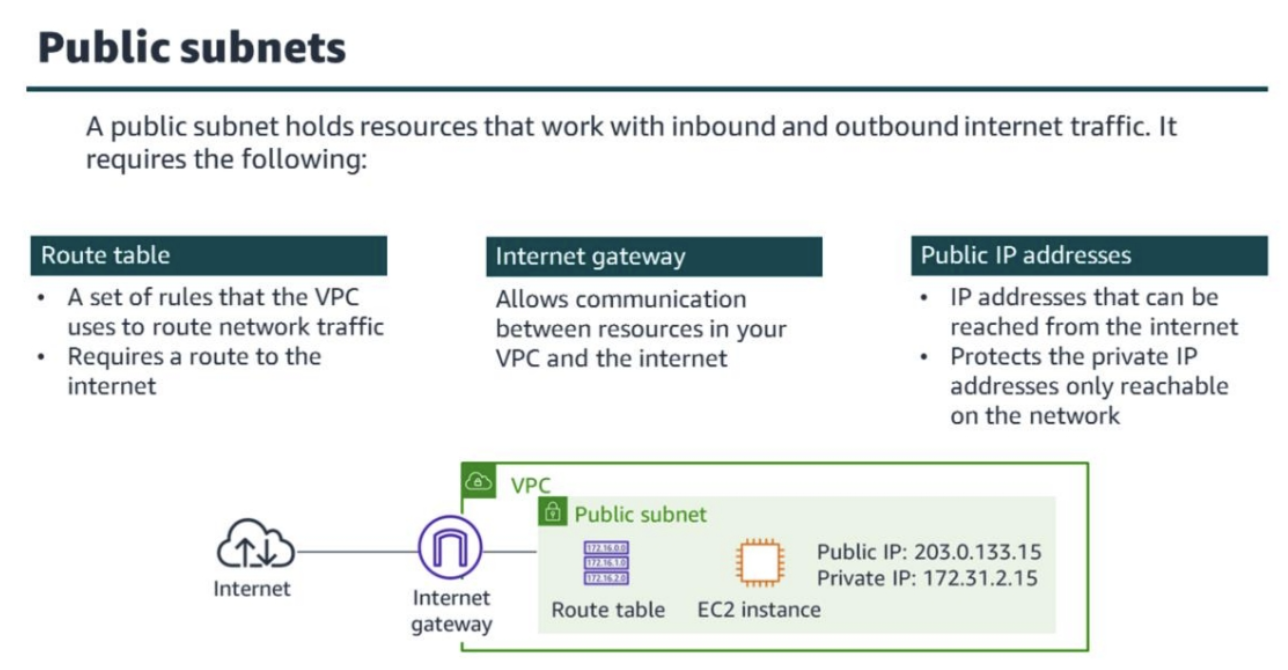 Public subnets
A public subnet holds resources that work with inbound and outbound internet traffic. It
requires the following:
Route table
• A set of rules that the VPC
uses to route network traffic
• Requires a route to the
internet
Internet gateway
Allows communication
between resources in your
VPC and the internet
Public IP addresses
• IP addresses that can be
reached from the internet
• Protects the private IP
addresses only reachable
on the network
VPC
Public subnet
172.16.0.0
172.16.1.0
172.16.2.0
Public IP: 203.0.133.15
Private IP: 172.31.2.15
Internet
Internet
gateway
Route table
EC2 instance